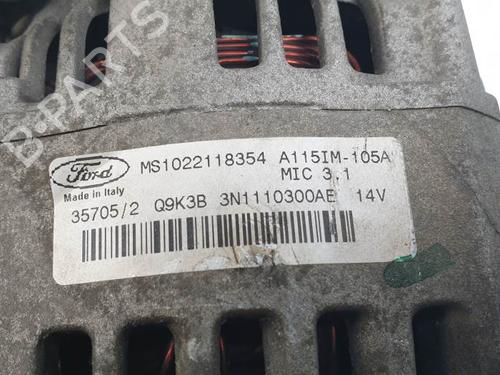 B-PARTS
Ford MS1022118354 A115IM-105A
Made in Italy MIC 3.1
35705/2 Q9K3B 3N1110300AE 14V